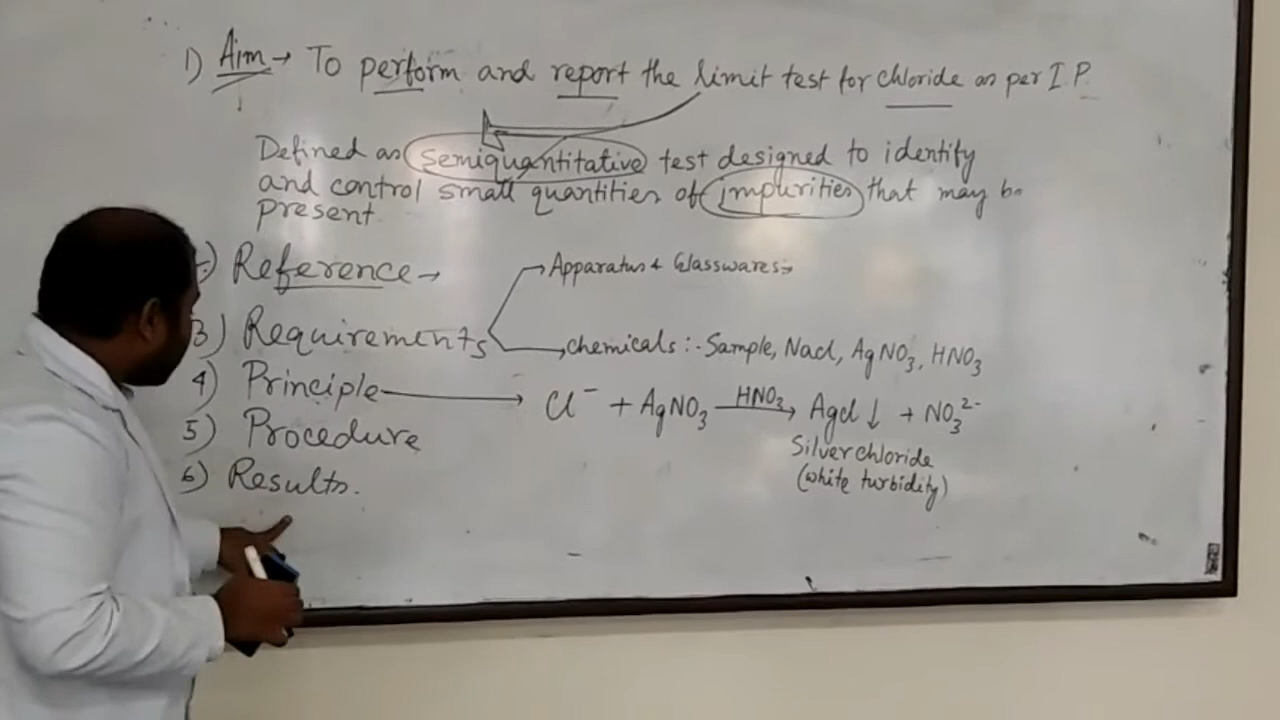 1) Aim → To perform and report the limit test for chloride as per I.P.
Defined as semiquantitative test designed to identify
and control small quantities of impurities that may be
present
) Reference →
→ Apparatus + Glasswares:-
3) Requirements
→ chemicals :- Sample, Nacl, AgNO₃, HNO₃
4) Principle → Cl⁻ + AgNO₃ —HNO₃→ Agcl ↓ + NO₃²⁻
Silver chloride
(white turbidity)
5) Procedure
6) Results.